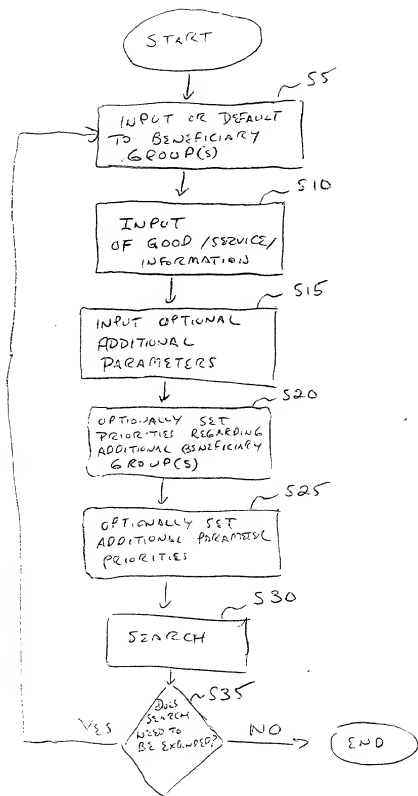 START
S5
INPUT OR DEFAULT
TO BENEFICIARY
GROUP(S)
S10
INPUT
OF GOOD/SERVICE/
INFORMATION
S15
INPUT OPTIONAL
ADDITIONAL
PARAMETERS
S20
OPTIONALLY SET
PRIORITIES REGARDING
ADDITIONAL BENEFICIARY
GROUP(S)
S25
OPTIONALLY SET
ADDITIONAL PARAMETER
PRIORITIES
S30
SEARCH
S35
DOES
SEARCH
NEED TO
BE EXPANDED?
YES
NO
END